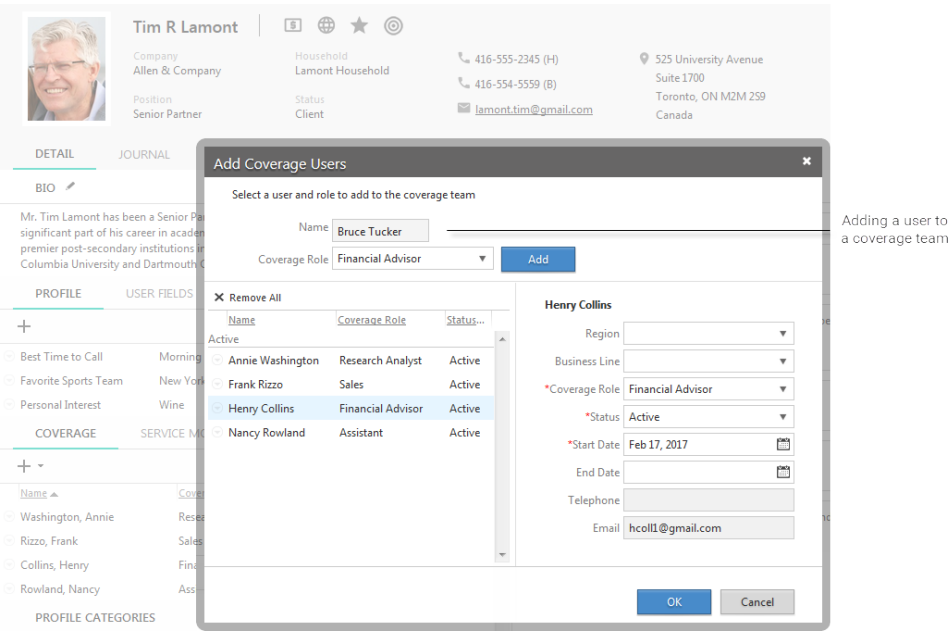 Tim R Lamont
Company
Allen & Company
Position
Senior Partner
Household
Lamont Household
Status
Client
416-555-2345 (H)
416-554-5559 (B)
lamont.tim@gmail.com
525 University Avenue
Suite 1700
Toronto, ON M2M 2S9
Canada
DETAIL JOURNAL
BIO
Mr. Tim Lamont has been a Senior Pa
significant part of his career in acade
premier post-secondary institutions in
Columbia University and Dartmouth C
PROFILE USER FIELDS
Best Time to Call Morning
Favorite Sports Team New York
Personal Interest Wine
COVERAGE SERVICE MO
Name Cove
Washington, Annie Resea
Rizzo, Frank Sales
Collins, Henry Fina
Rowland, Nancy Ass
PROFILE CATEGORIES
Add Coverage Users
Select a user and role to add to the coverage team
Name Bruce Tucker
Coverage Role Financial Advisor Add
Remove All
Name Coverage Role Status...
Active
Annie Washington Research Analyst Active
Frank Rizzo Sales Active
Henry Collins Financial Advisor Active
Nancy Rowland Assistant Active
Henry Collins
Region
Business Line
*Coverage Role Financial Advisor
*Status Active
*Start Date Feb 17, 2017
End Date
Telephone
Email hcoll1@gmail.com
OK Cancel
Adding a user to
a coverage team